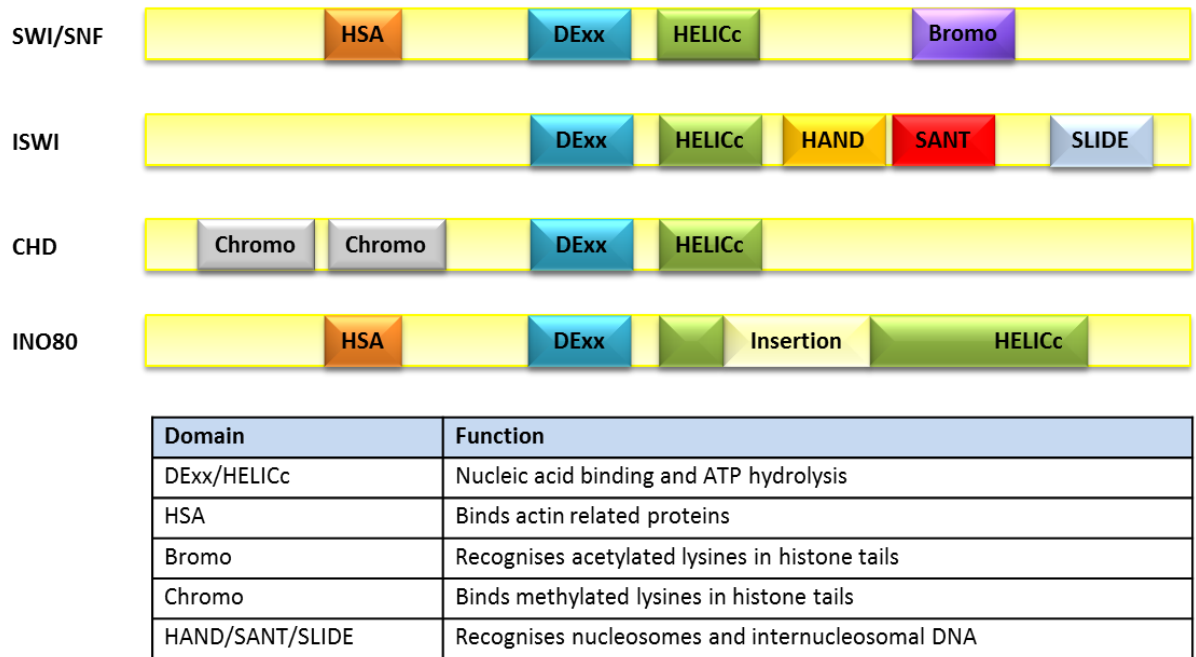 SWI/SNF HSA DExx HELICc Bromo
ISWI DExx HELICc HAND SANT SLIDE
CHD Chromo Chromo DExx HELICc
INO80 HSA DExx Insertion HELICc
Domain Function
DExx/HELICc Nucleic acid binding and ATP hydrolysis
HSA Binds actin related proteins
Bromo Recognises acetylated lysines in histone tails
Chromo Binds methylated lysines in histone tails
HAND/SANT/SLIDE Recognises nucleosomes and internucleosomal DNA